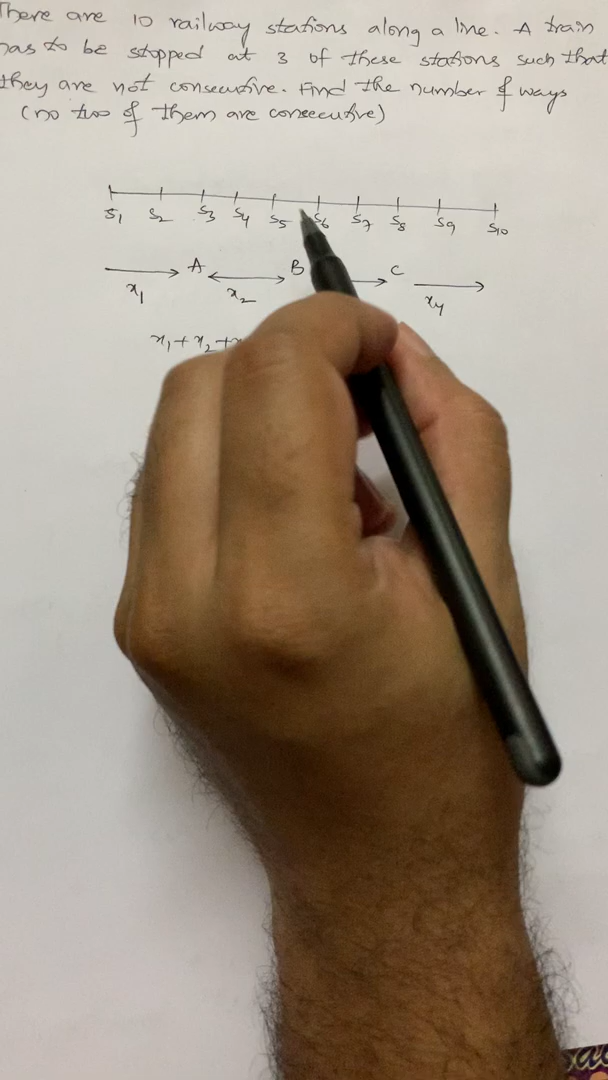 There are 10 railway stations along a line. A train
has to be stopped at 3 of these stations such that
they are not consecutive. Find the number of ways
(no two of them are consecutive)
S1 S2 S3 S4 S5 S6 S7 S8 S9 S10
A B C
x1 x2 x4
x1 + x2 +